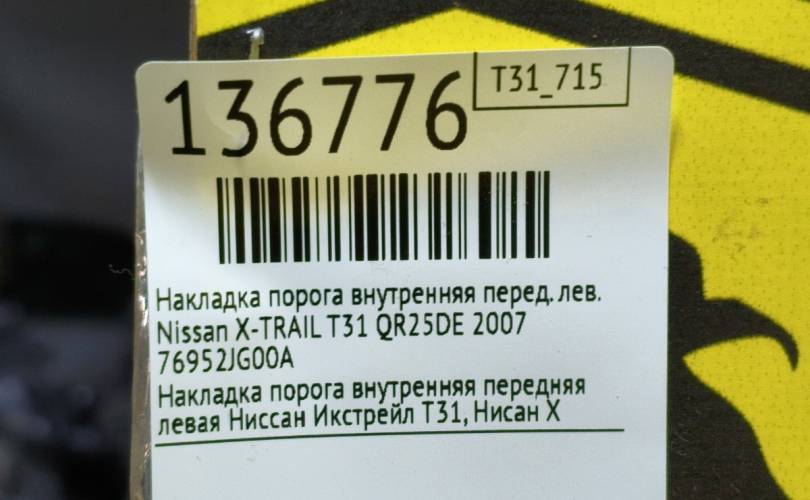 136776
T31_715
Накладка порога внутренняя перед. лев.
Nissan X-TRAIL T31 QR25DE 2007
76952JG00A
Накладка порога внутренняя передняя
левая Ниссан Икстрейл Т31, Нисан Х